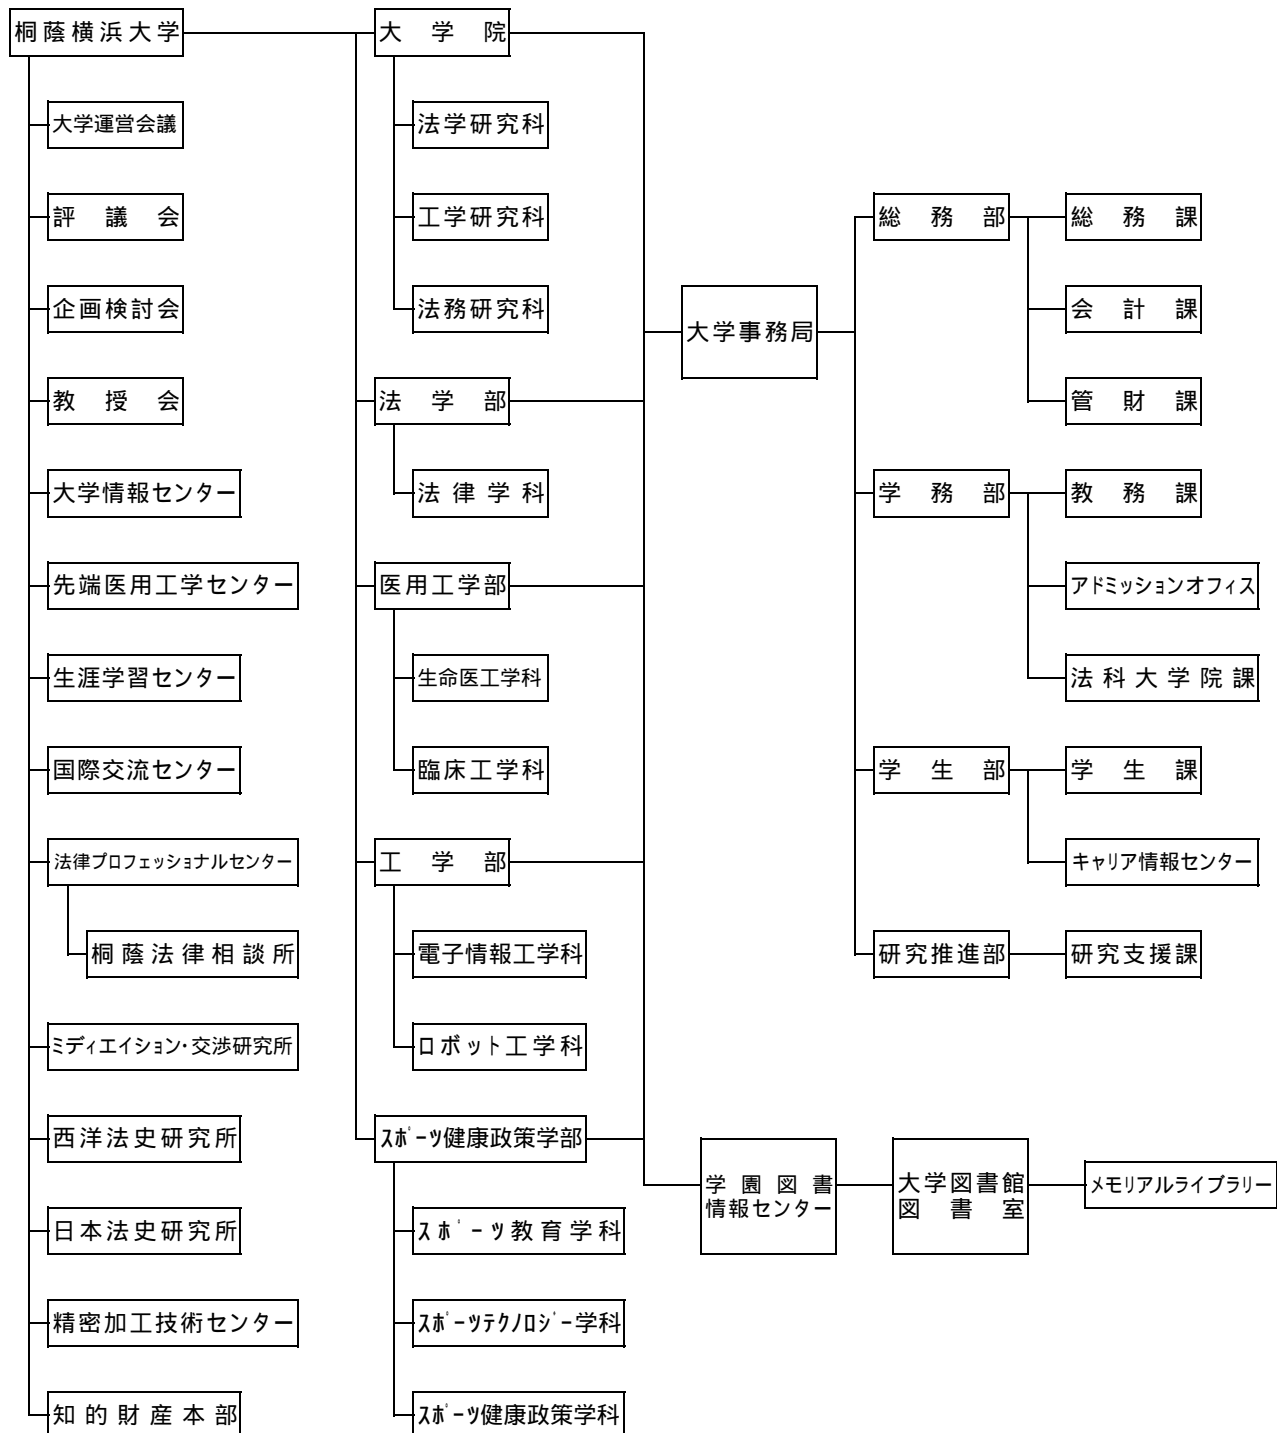 桐蔭横浜大学
大学運営会議
評議会
企画検討会
教授会
大学情報センター
先端医用工学センター
生涯学習センター
国際交流センター
法律プロフェッショナルセンター
桐蔭法律相談所
ミディエイション・交渉研究所
西洋法史研究所
日本法史研究所
精密加工技術センター
知的財産本部
大学院
法学研究科
工学研究科
法務研究科
法学部
法律学科
医用工学部
生命医工学科
臨床工学科
工学部
電子情報工学科
ロボット工学科
スポーツ健康政策学部
スポーツ教育学科
スポーツテクノロジー学科
スポーツ健康政策学科
大学事務局
総務部
総務課
会計課
管財課
学務部
教務課
アドミッションオフィス
法科大学院課
学生部
学生課
キャリア情報センター
研究推進部
研究支援課
学園図書
情報センター
大学図書館
図書室
メモリアルライブラリー